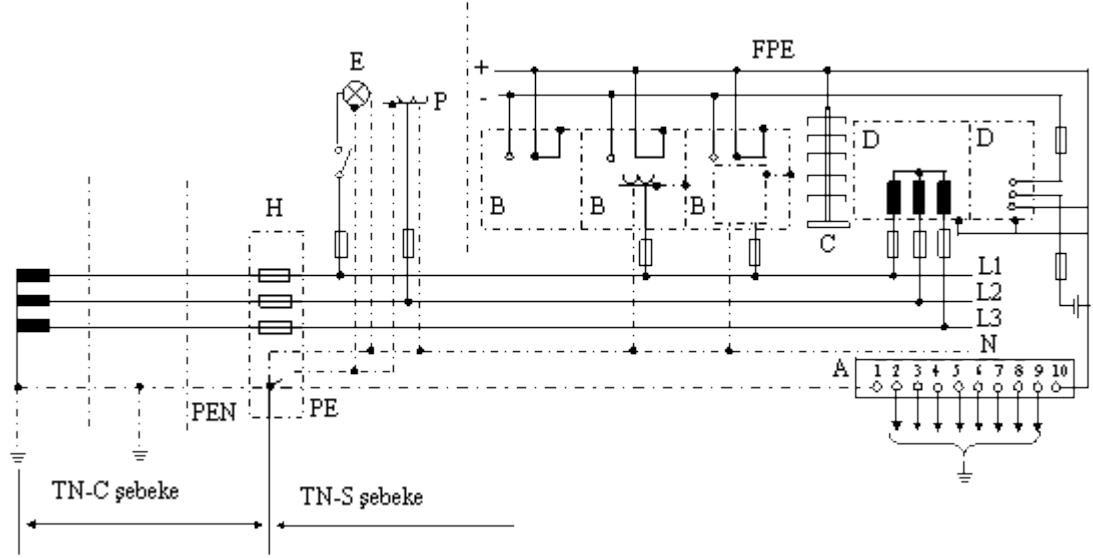 FPE
E
P
+
-
D D
H
B B B
C
L1
L2
L3
N
A 1 2 3 4 5 6 7 8 9 10
PEN PE
TN-C şebeke
TN-S şebeke